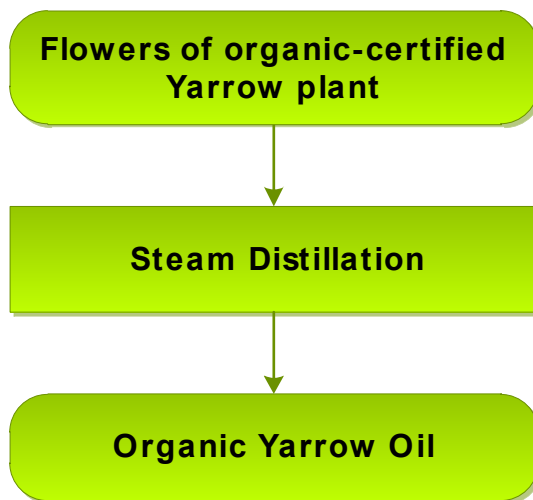 Flowers of organic-certified
Yarrow plant
Steam Distillation
Organic Yarrow Oil